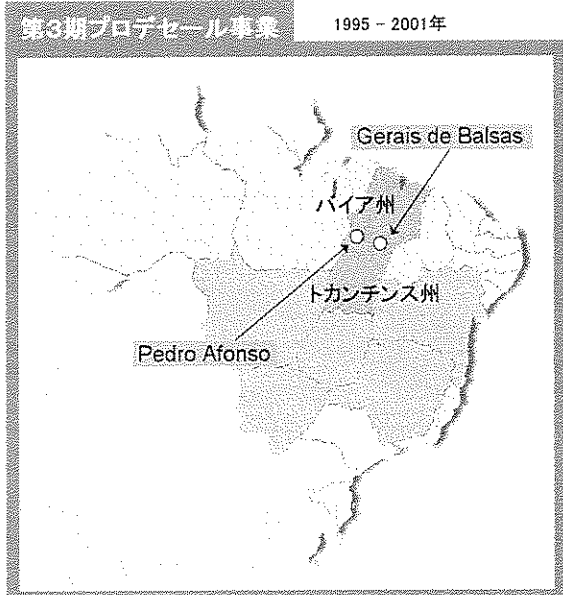 第3期プロデセール事業
1995 - 2001年
Gerais de Balsas
バイア州
トカンテンス州
Pedro Afonso